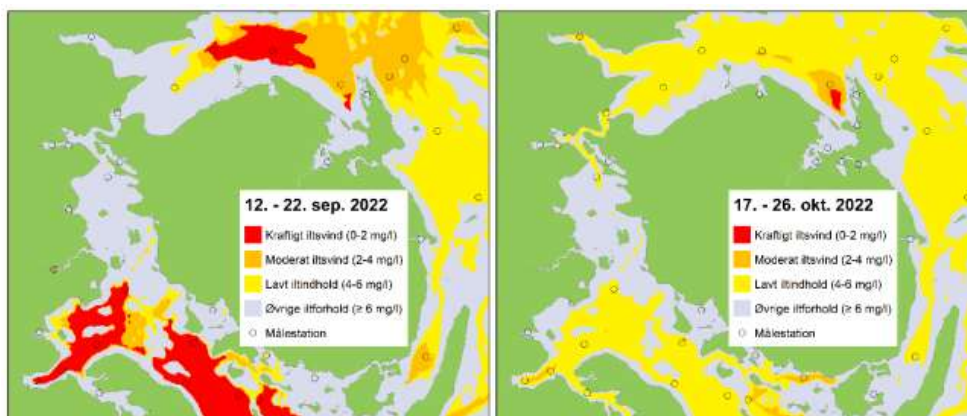 12. - 22. sep. 2022
Kraftigt iltsvind (0-2 mg/l)
Moderat iltsvind (2-4 mg/l)
Lavt iltindhold (4-6 mg/l)
Øvrige iltforhold (≥ 6 mg/l)
Målestation
17. - 26. okt. 2022
Kraftigt iltsvind (0-2 mg/l)
Moderat iltsvind (2-4 mg/l)
Lavt iltindhold (4-6 mg/l)
Øvrige iltforhold (≥ 6 mg/l)
Målestation